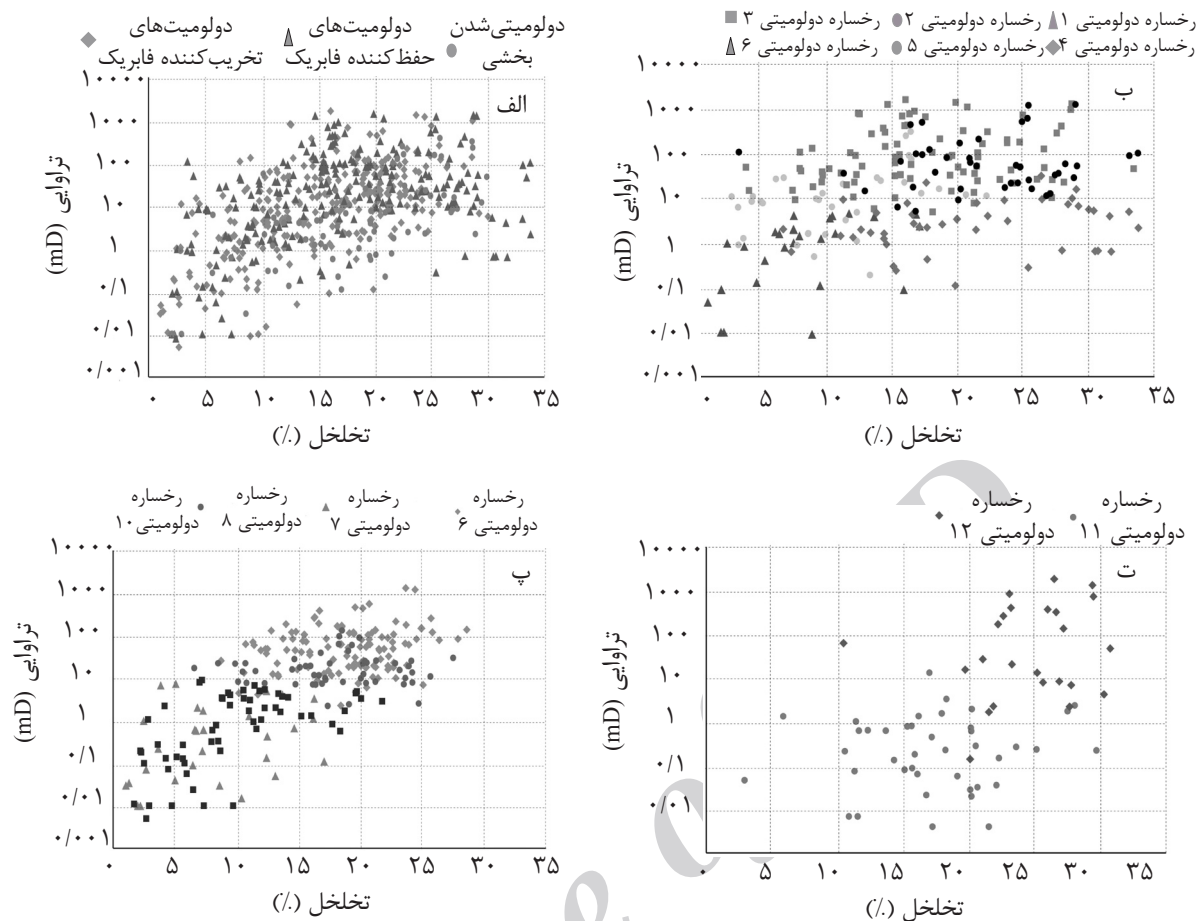 دولومیت‌های
تخریب‌کننده فابریک
دولومیت‌های
حفظ‌کننده فابریک
دولومیتی‌شدن
بخشی
الف
۱۰۰۰۰
۱۰۰۰
۱۰۰
۱۰
۱
۰/۱
۰/۰۱
۰/۰۰۱
تراوایی (mD)
۰ ۵ ۱۰ ۱۵ ۲۰ ۲۵ ۳۰ ۳۵
تخلخل (٪)
رخساره دولومیتی ۱ رخساره دولومیتی ۲ رخساره دولومیتی ۳
رخساره دولومیتی ۴ رخساره دولومیتی ۵ رخساره دولومیتی ۶
ب
۱۰۰۰۰
۱۰۰۰
۱۰۰
۱۰
۱
۰/۱
۰/۰۱
۰/۰۰۱
تراوایی (mD)
۰ ۵ ۱۰ ۱۵ ۲۰ ۲۵ ۳۰ ۳۵
تخلخل (٪)
رخساره
دولومیتی ۶
رخساره
دولومیتی ۷
رخساره
دولومیتی ۸
رخساره
دولومیتی ۱۰
پ
۱۰۰۰۰
۱۰۰۰
۱۰۰
۱۰
۱
۰/۱
۰/۰۱
۰/۰۰۱
تراوایی (mD)
۰ ۵ ۱۰ ۱۵ ۲۰ ۲۵ ۳۰ ۳۵
تخلخل (٪)
رخساره
دولومیتی ۱۱
رخساره
دولومیتی ۱۲
ت
۱۰۰۰۰
۱۰۰۰
۱۰۰
۱۰
۱
۰/۱
۰/۰۱
تراوایی (mD)
۰ ۵ ۱۰ ۱۵ ۲۰ ۲۵ ۳۰ ۳۵
تخلخل (٪)